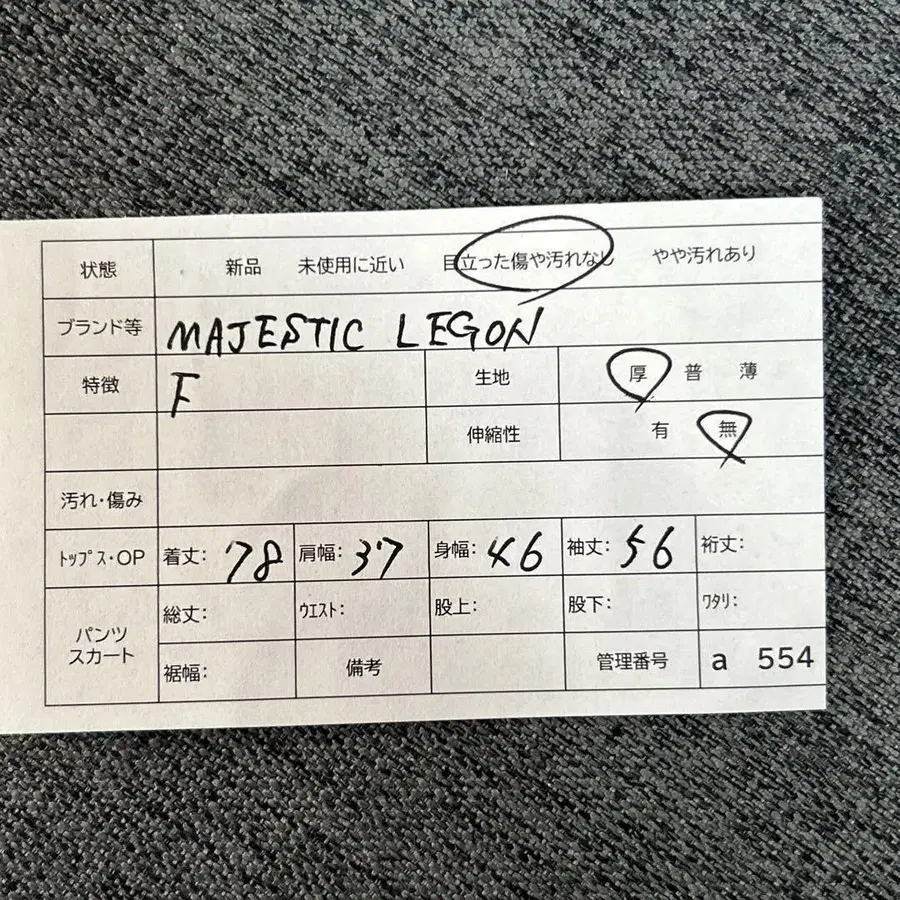 状態 新品 未使用に近い 目立った傷や汚れなし やや汚れあり
ブランド等 MAJESTIC LEGON
特徴 F 生地 厚 普 薄
伸縮性 有 無
汚れ・傷み
ﾄｯﾌﾟｽ・OP 着丈: 78 肩幅: 37 身幅: 46 袖丈: 56 裄丈:
パンツ スカート 総丈: ｳｴｽﾄ: 股上: 股下: ﾜﾀﾘ:
裾幅: 備考 管理番号 a 554